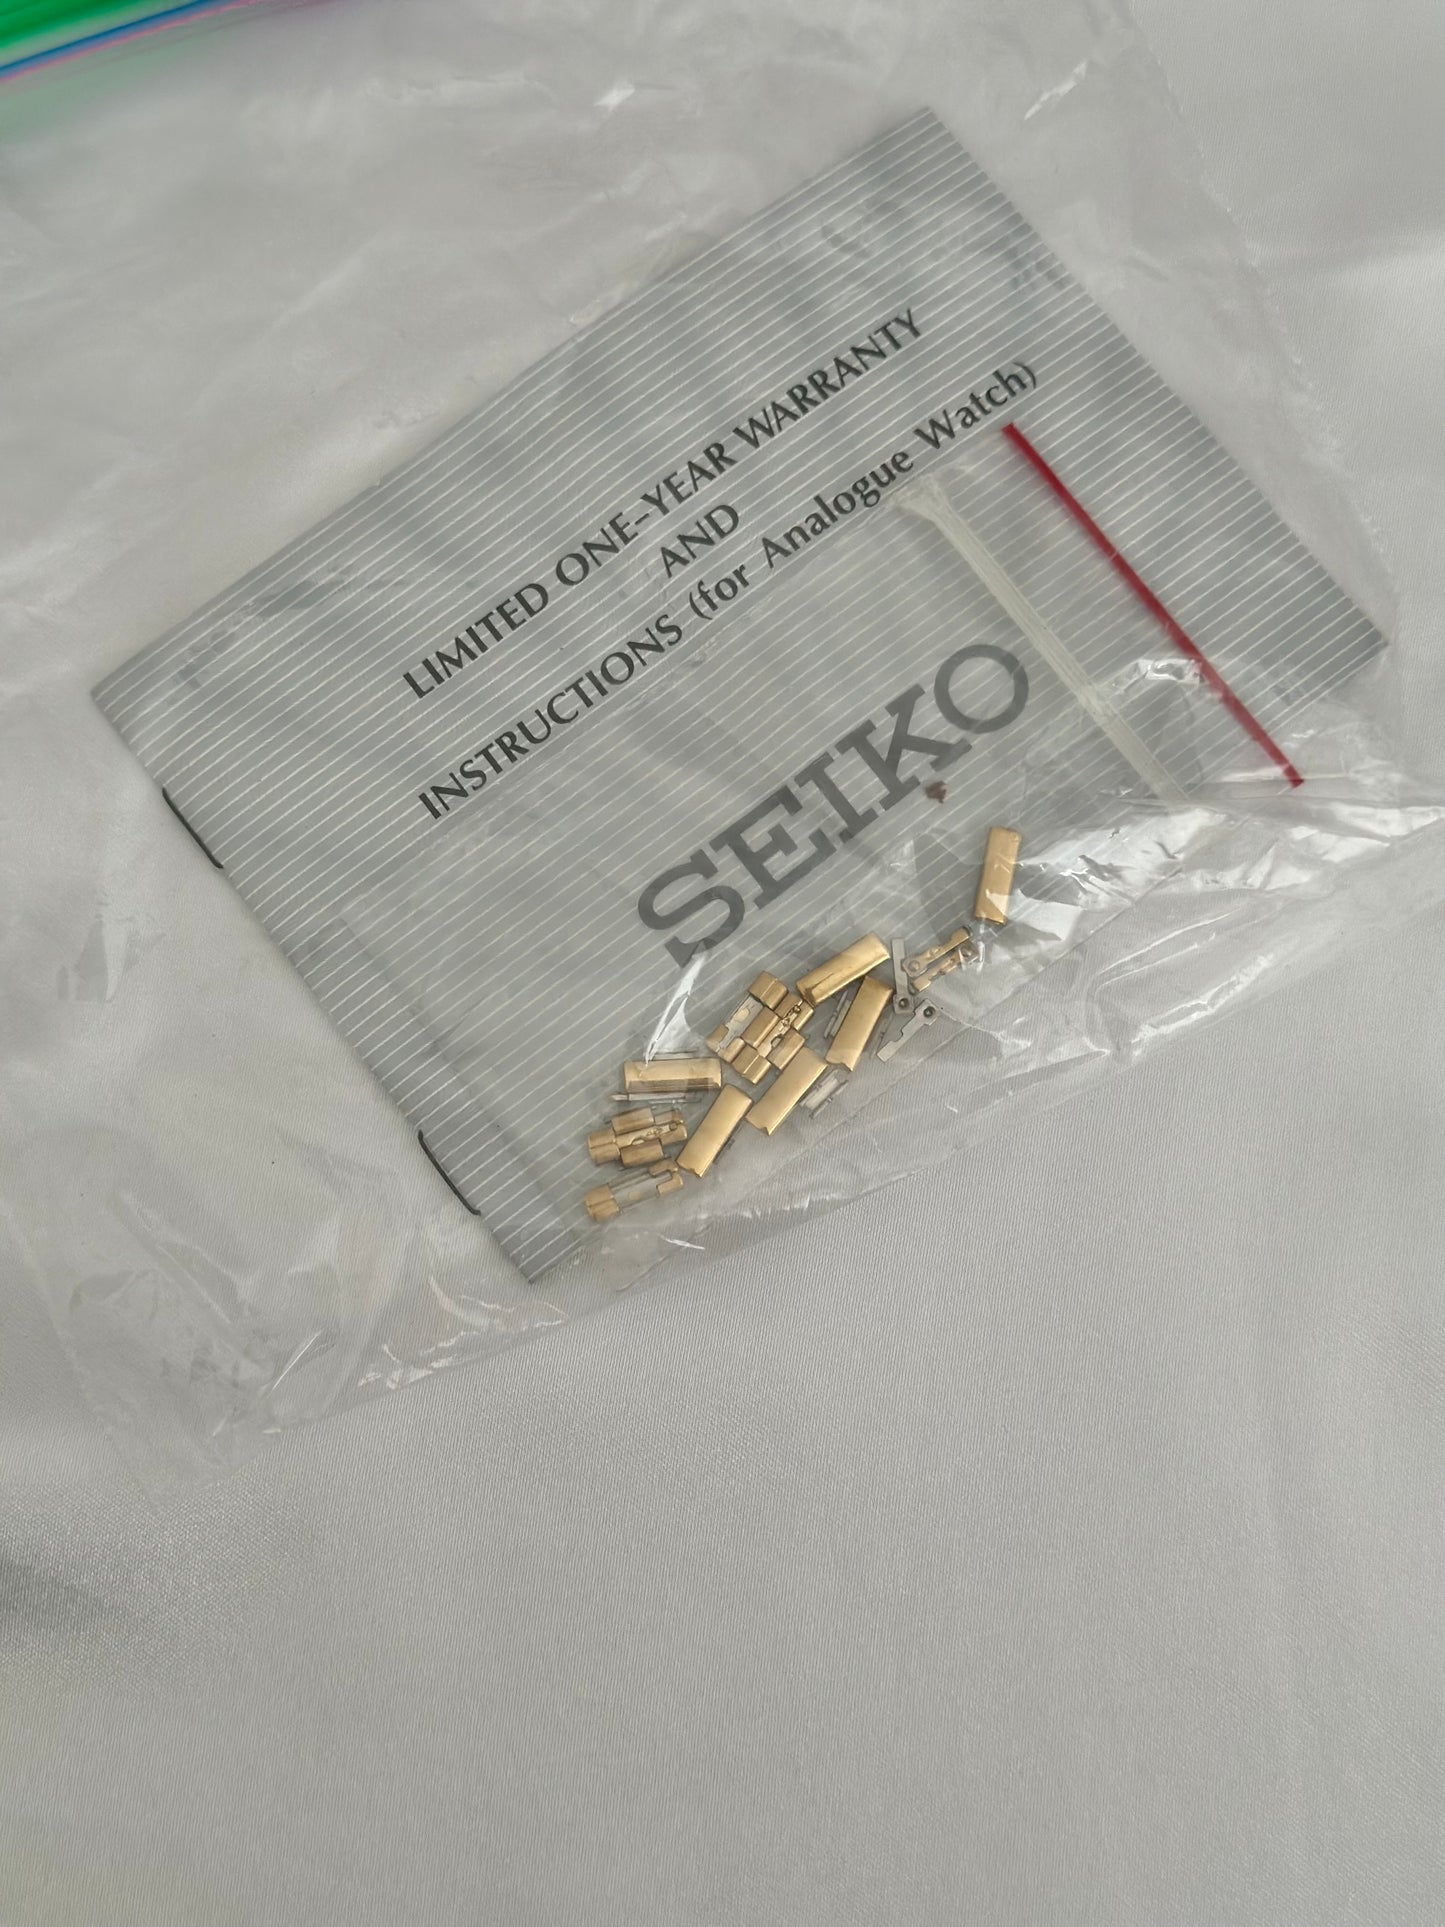 LIMITED ONE-YEAR WARRANTY
AND
INSTRUCTIONS (for Analogue Watch)
SEIKO